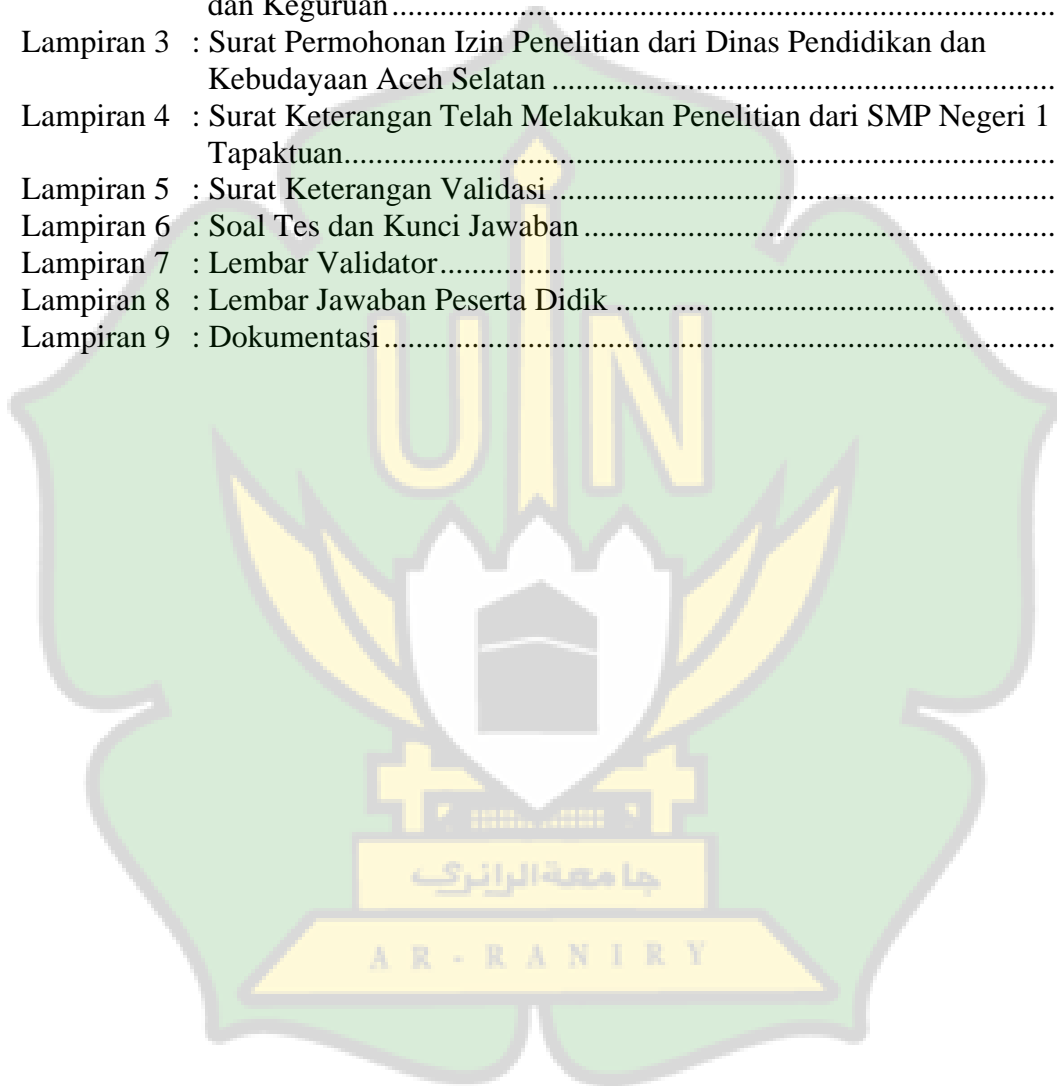 dan Keguruan..........................................................................................
Lampiran 3 : Surat Permohonan Izin Penelitian dari Dinas Pendidikan dan
Kebudayaan Aceh Selatan ....................................................................
Lampiran 4 : Surat Keterangan Telah Melakukan Penelitian dari SMP Negeri 1
Tapaktuan................................................................................................
Lampiran 5 : Surat Keterangan Validasi ....................................................................
Lampiran 6 : Soal Tes dan Kunci Jawaban ................................................................
Lampiran 7 : Lembar Validator...................................................................................
Lampiran 8 : Lembar Jawaban Peserta Didik ............................................................
Lampiran 9 : Dokumentasi ..........................................................................................
UIN
جامعة الرانري
AR-RANIRY